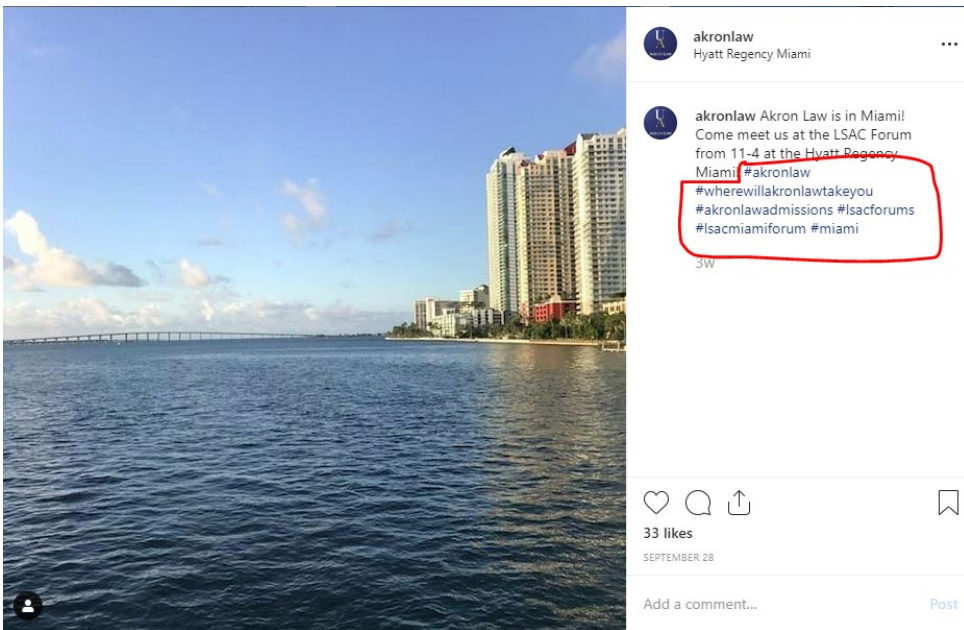 akronlaw
Hyatt Regency Miami
akronlaw Akron Law is in Miami!
Come meet us at the LSAC Forum
from 11-4 at the Hyatt Regency
Miami! #akronlaw
#wherewillakronlawtakeyou
#akronlawadmissions #lsacforums
#lsacmiamiforum #miami
3w
33 likes
SEPTEMBER 28
Add a comment...
Post